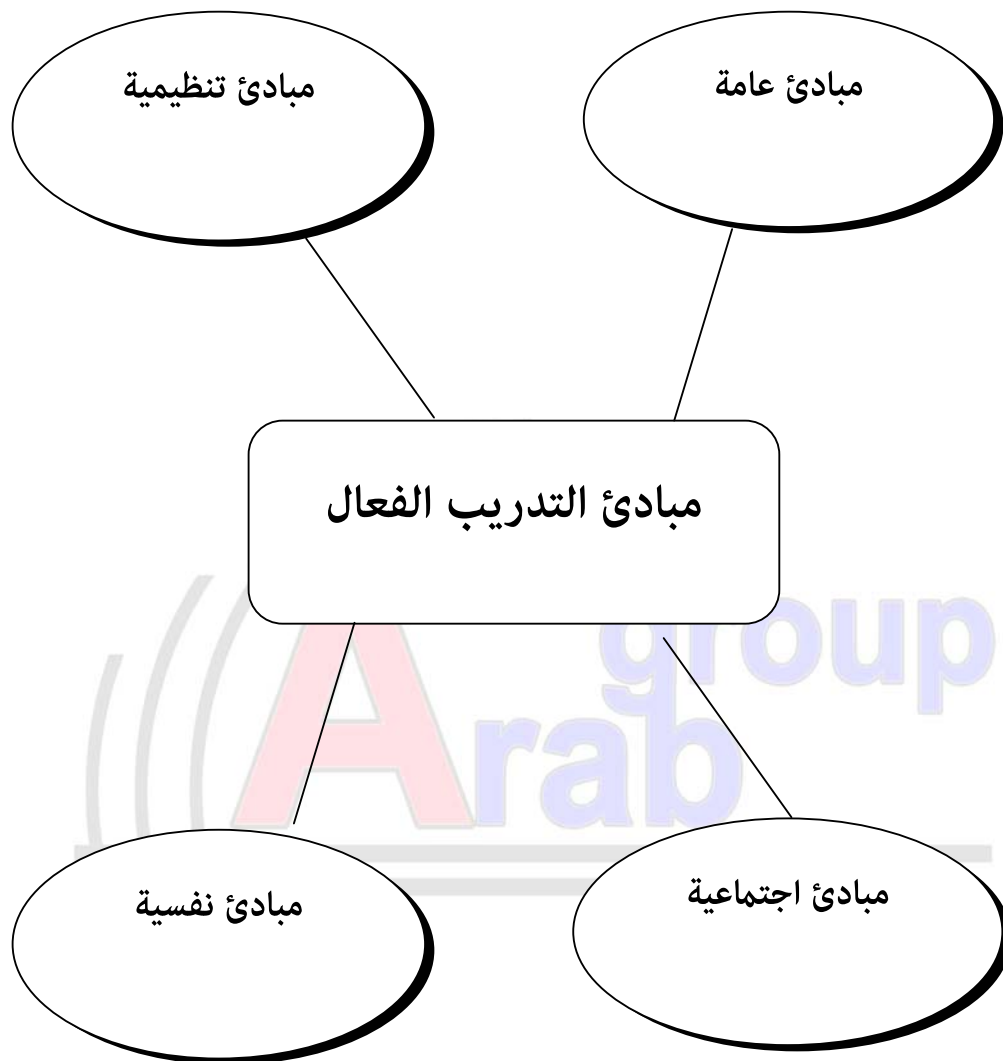 مبادئ عامة
مبادئ تنظيمية
مبادئ التدريب الفعال
group
Arab
مبادئ اجتماعية
مبادئ نفسية